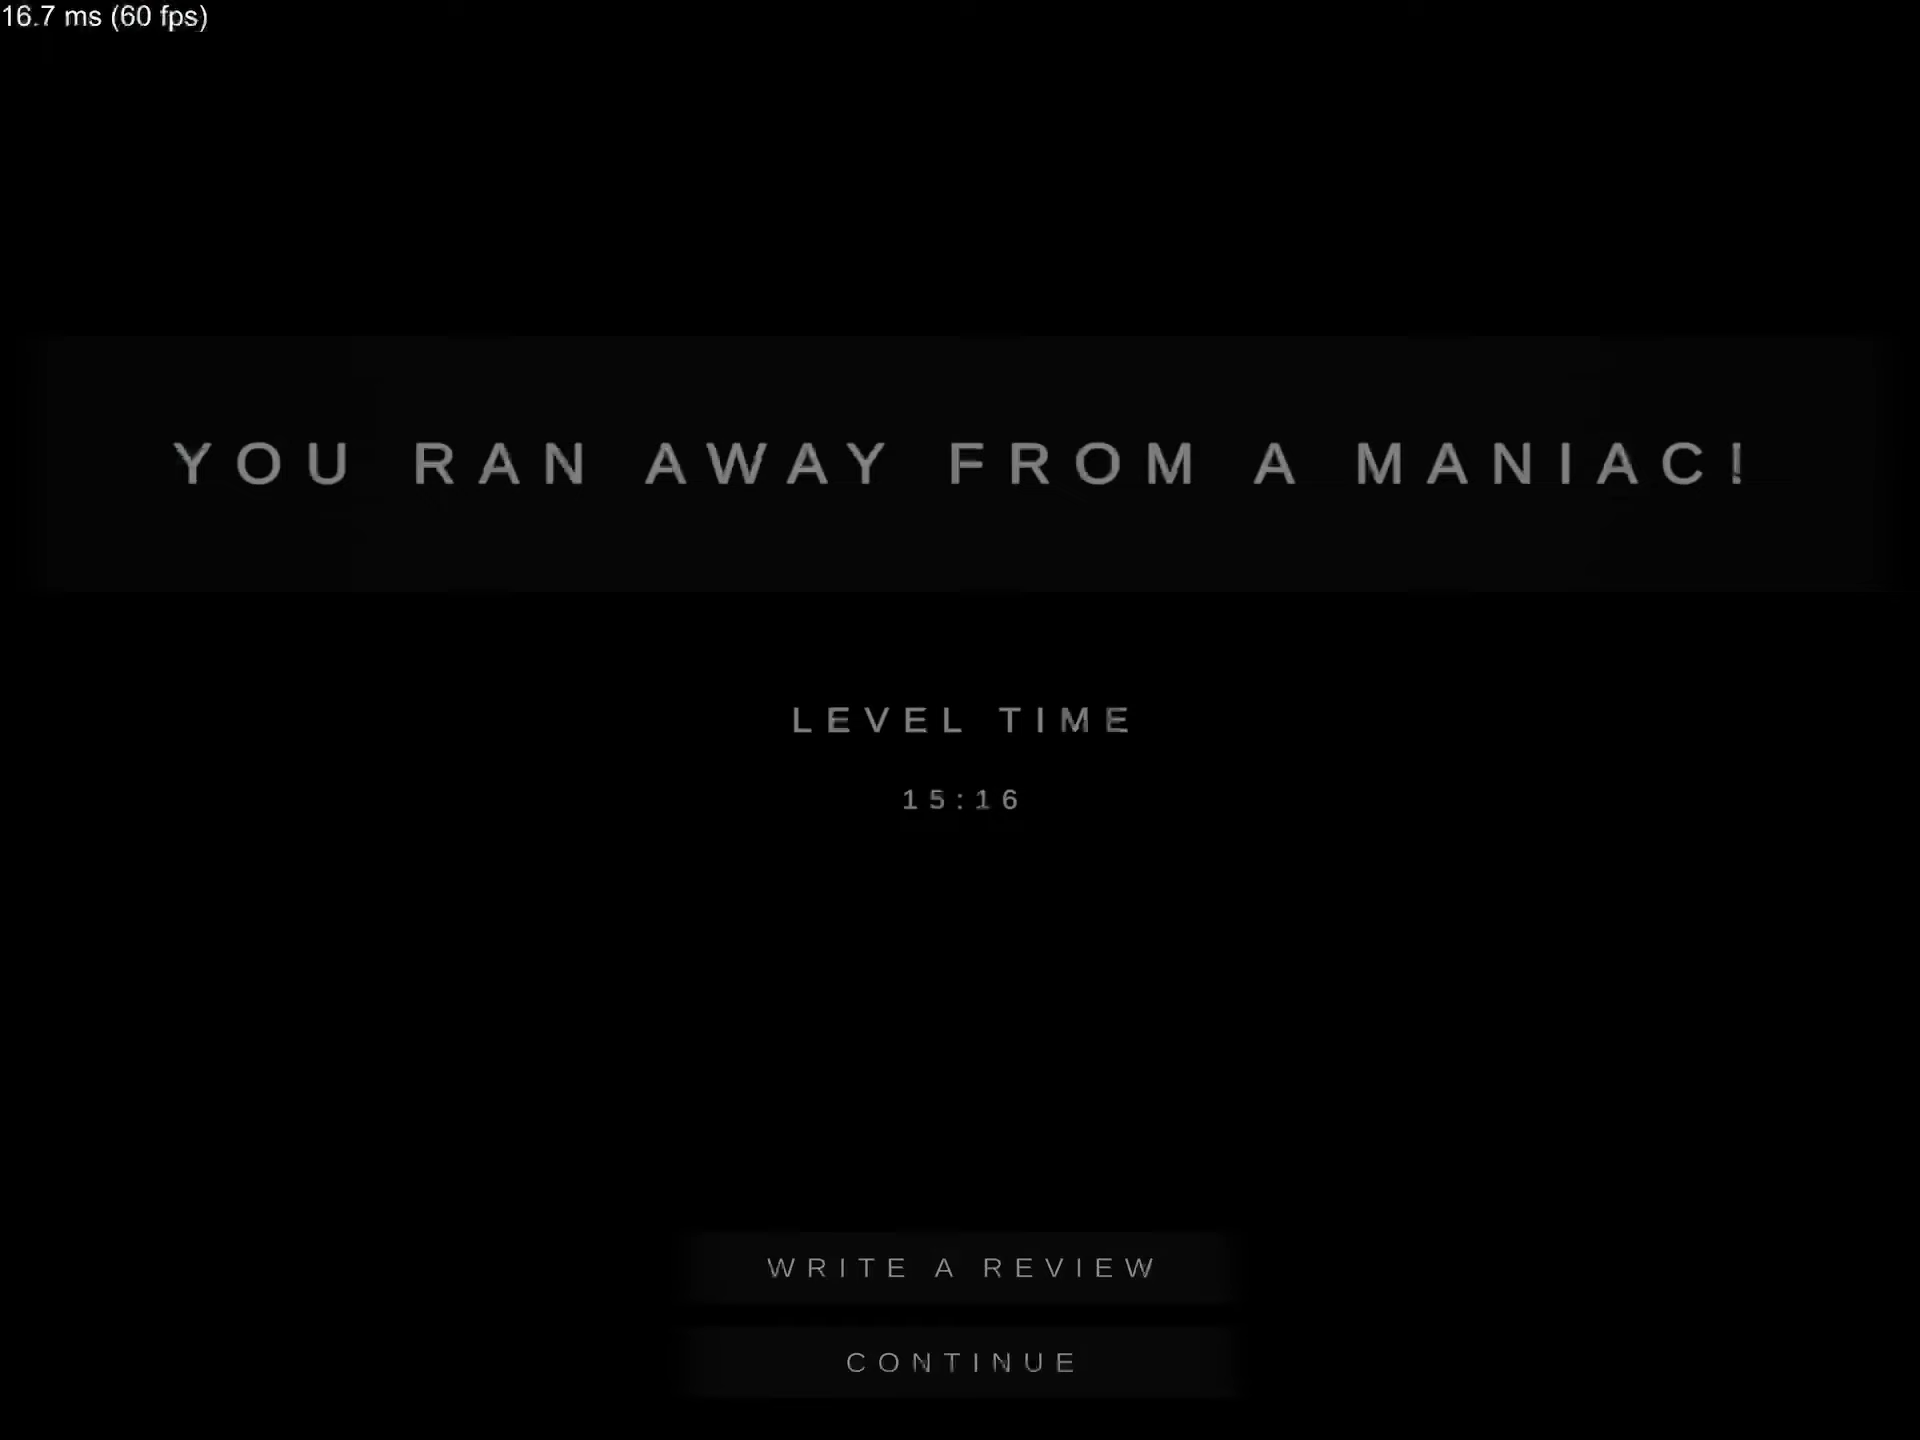 16.7 ms (60 fps)
YOU RAN AWAY FROM A MANIAC!
LEVEL TIME
15:16
WRITE A REVIEW
CONTINUE